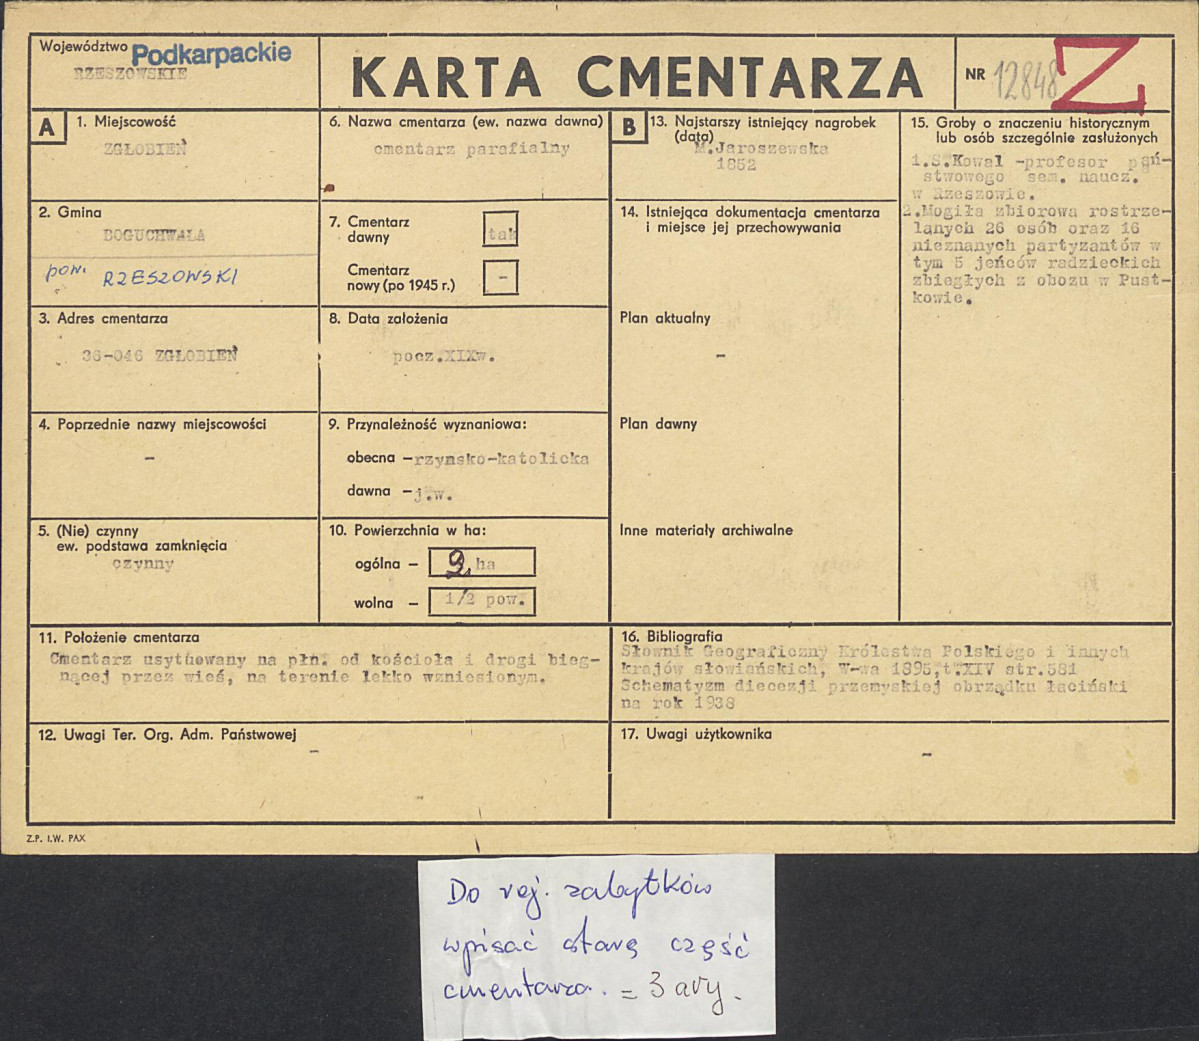 Województwo Podkarpackie
RZESZOWSKIE
KARTA CMENTARZA
NR 12848 Z
A 1. Miejscowość
ZGŁOBIEŃ
2. Gmina
BOGUCHWAŁA
pow. RZESZOWSKI
3. Adres cmentarza
36-046 ZGŁOBIEŃ
4. Poprzednie nazwy miejscowości
-
5. (Nie) czynny
ew. podstawa zamknięcia
czynny
6. Nazwa cmentarza (ew. nazwa dawna)
cmentarz parafialny
7. Cmentarz
dawny tak
Cmentarz
nowy (po 1945 r.) -
8. Data założenia
pocz.XIXw.
9. Przynależność wyznaniowa:
obecna -rzymsko-katolicka
dawna -j.w.
10. Powierzchnia w ha:
ogólna - ha
wolna - 1/2 pow.
11. Położenie cmentarza
Cmentarz usytuowany na płn. od kościoła i drogi bieg-
nącej przez wieś, na terenie lekko wzniesionym.
12. Uwagi Ter. Org. Adm. Państwowej
-
B 13. Najstarszy istniejący nagrobek
(data)
M.Jaroszewska
1852
14. Istniejąca dokumentacja cmentarza
i miejsce jej przechowywania
Plan aktualny
-
Plan dawny
Inne materiały archiwalne
15. Groby o znaczeniu historycznym
lub osób szczególnie zasłużonych
1.S.Kowal -profesor pań-
stwowego sem. naucz.
w Rzeszowie.
2.Mogiła zbiorowa rostrze-
lanych 26 osób oraz 16
nieznanych partyzantów w
tym 5 jeńców radzieckich
zbiegłych z obozu w Pust-
kowie.
16. Bibliografia
Słownik Geograficzny Królestwa Polskiego i innych
krajów słowiańskich, W-wa 1895,t.XIV str.581
Schematyzm diecezji przemyskiej obrządku łaciński
na rok 1938
17. Uwagi użytkownika
-
Z.P. I.W. PAX
Do rej. zabytków
wpisać starą część
cmentarza. = 3 ary.